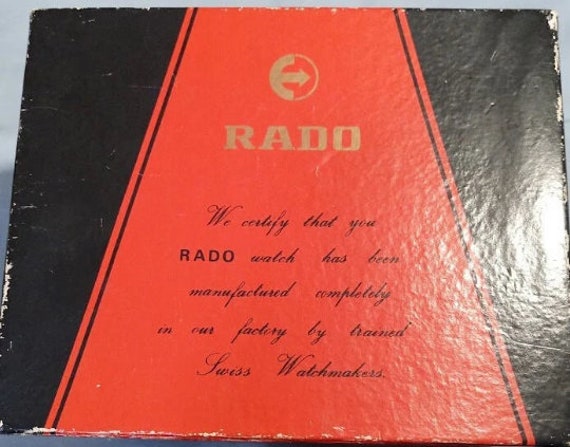 RADO
We certify that you
RADO watch has been
manufactured completely
in our factory by trained
Swiss Watchmakers.